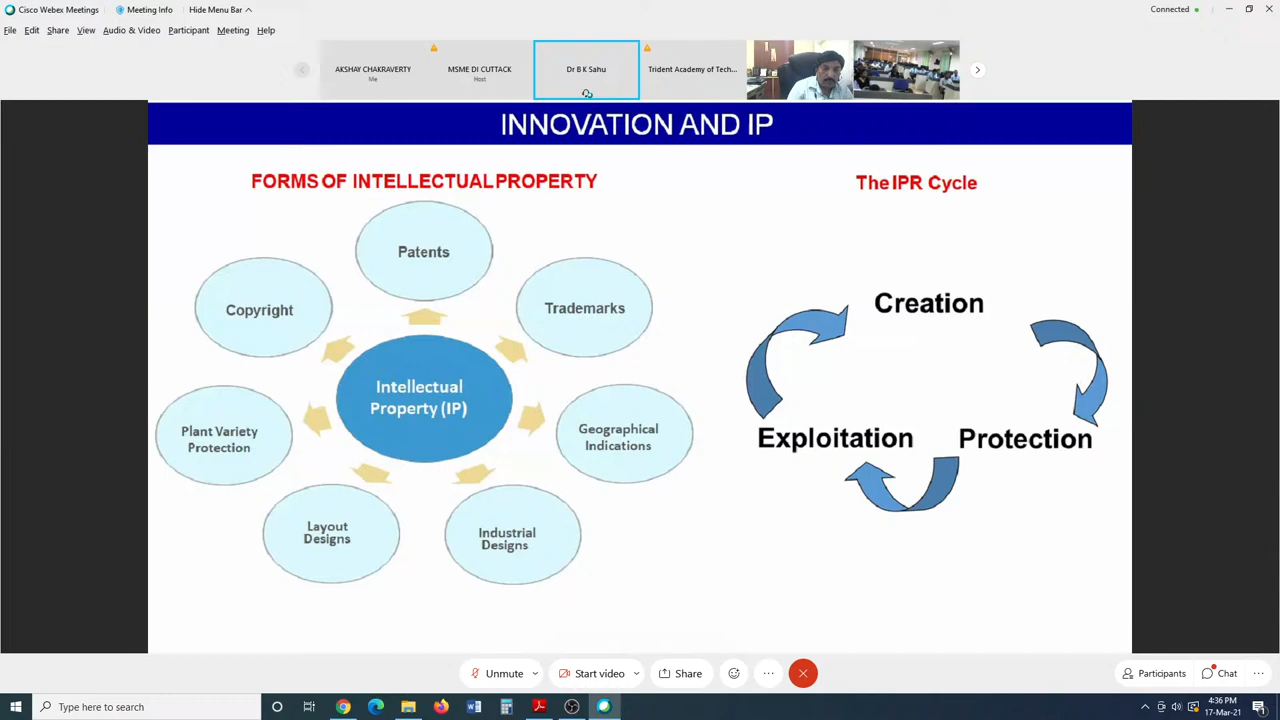 Cisco Webex Meetings
Meeting Info
Hide Menu Bar
Connected
File Edit Share View Audio & Video Participant Meeting Help
AKSHAY CHAKRAVERTY
Me
MSME DI CUTTACK
Host
Dr B K Sahu
Trident Academy of Tech...
INNOVATION AND IP
FORMS OF INTELLECTUAL PROPERTY
Patents
Copyright
Trademarks
Intellectual
Property (IP)
Plant Variety
Protection
Geographical
Indications
Layout
Designs
Industrial
Designs
The IPR Cycle
Creation
Exploitation
Protection
Unmute
Start video
Share
Participants
Chat
Type here to search
4:36 PM
17-Mar-21